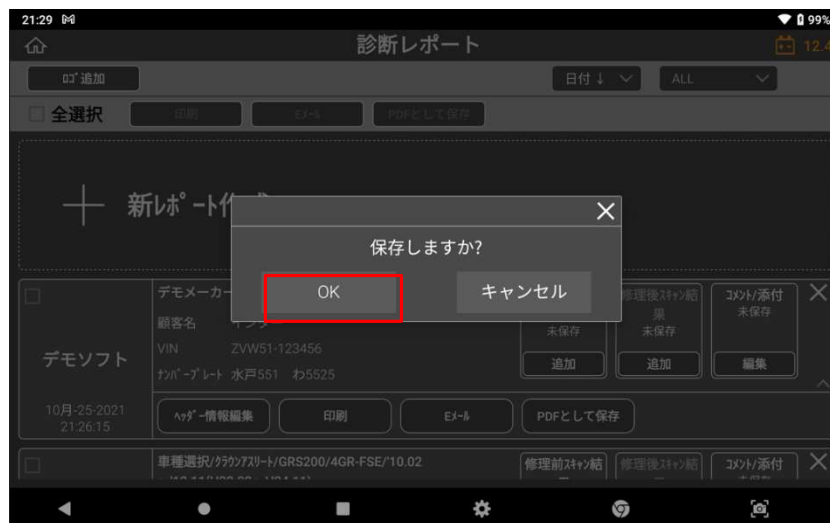 21:29
99%
診断レポート
12.4
ﾛｺﾞ追加
日付↓
ALL
全選択
印刷
Eﾒｰﾙ
PDFとして保存
新ﾚﾎﾟｰﾄ作
保存しますか?
OK
キャンセル
デモメーカー
修理後ｽｷｬﾝ結果
コメント/添付
顧客名
未保存
未保存
未保存
デモソフト
VIN ZVW51-123456
追加
追加
編集
ﾅﾝﾊﾞｰﾌﾟﾚｰﾄ 水戸551 わ5525
10月-25-2021
21:26:15
ﾍｯﾀﾞｰ情報編集
印刷
Eﾒｰﾙ
PDFとして保存
車種選択/ｸﾗｳﾝｱｽﾘｰﾄ/GRS200/4GR-FSE/'10.02
修理前ｽｷｬﾝ結
修理後ｽｷｬﾝ結
コメント/添付